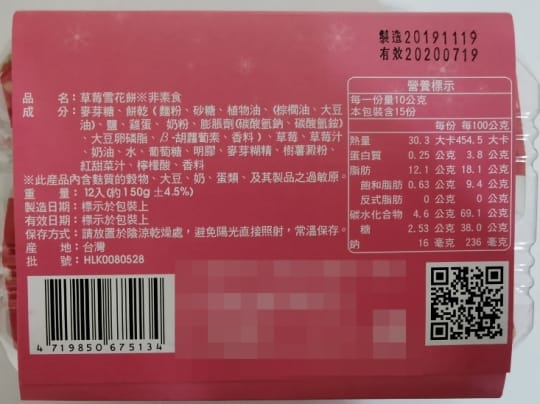 製造20191119
有效20200719
品　　名：草莓雪花餅※非素食
成　　分：麥芽糖、餅乾(麵粉、砂糖、植物油、(棕櫚油、大豆
油)、鹽、雞蛋、奶粉、膨脹劑(碳酸氫鈉、碳酸氫銨)
、大豆卵磷脂、β-胡蘿蔔素、香料)、草莓、草莓汁
、奶油、水、葡萄糖、明膠、麥芽糊精、樹薯澱粉、
紅甜菜汁、檸檬酸、香料
※此產品內含麩質的穀物、大豆、奶、蛋類、及其製品之過敏原。
重　　量：12入(約150g±4.5%)
製造日期：標示於包裝上
有效日期：標示於包裝上
保存方式：請放置於陰涼乾燥處，避免陽光直接照射，常溫保存。
產　　地：台灣
批　　號：HLK0080528
營養標示
每一份量10公克
本包裝含15份
每份 每100公克
熱量 30.3 大卡 454.5 大卡
蛋白質 0.25 公克 3.8 公克
脂肪 12.1 公克 18.1 公克
飽和脂肪 0.63 公克 9.4 公克
反式脂肪 0 公克 0 公克
碳水化合物 4.6 公克 69.1 公克
糖 2.53 公克 38.0 公克
鈉 16 毫克 236 毫克
4 719850 675134